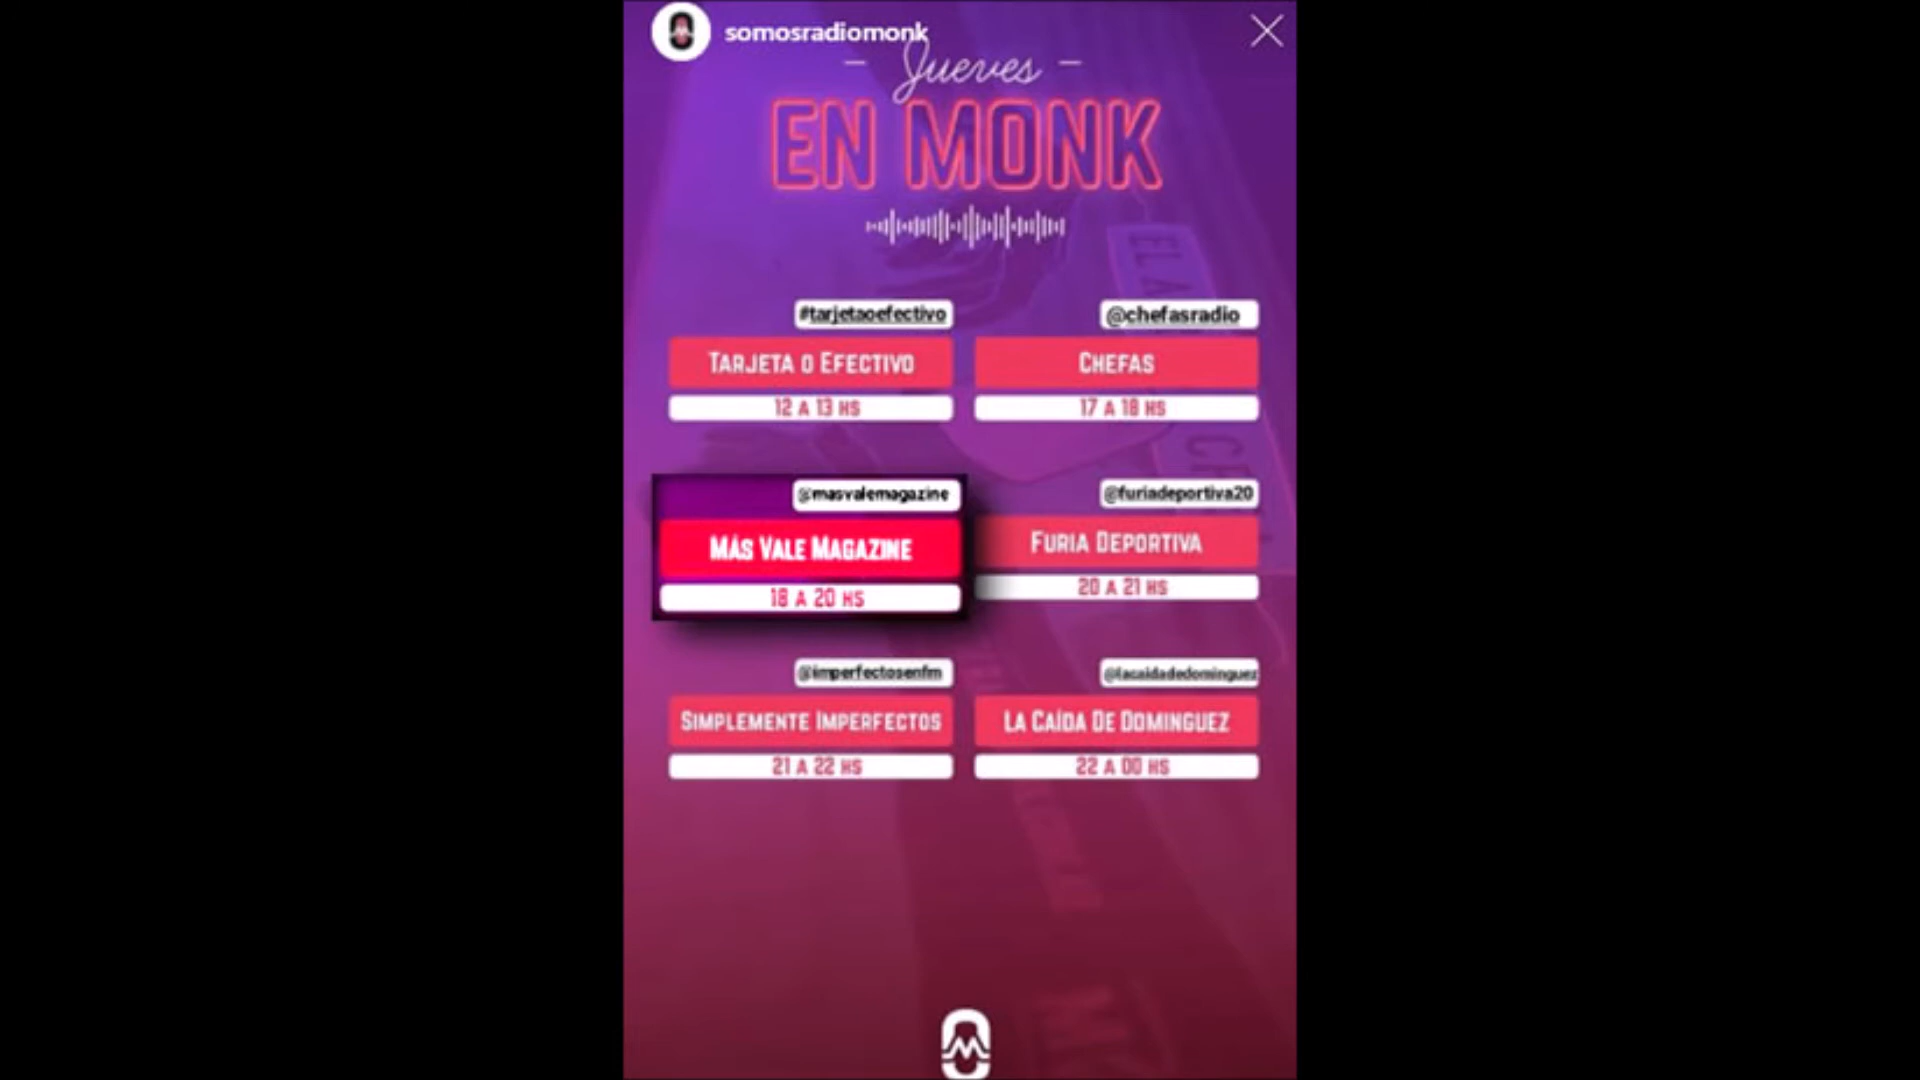 somosradiomonk
- Jueves -
EN MONK
#tarjetaoefectivo
TARJETA O EFECTIVO
12 A 13 HS
@chefasradio
CHEFAS
17 A 18 HS
@masvalemagazine
MÁS VALE MAGAZINE
18 A 20 HS
@furiadeportiva20
FURIA DEPORTIVA
20 A 21 HS
@imperfectosenfm
SIMPLEMENTE IMPERFECTOS
21 A 22 HS
@lacaidadedominguez
LA CAÍDA DE DOMINGUEZ
22 A 00 HS